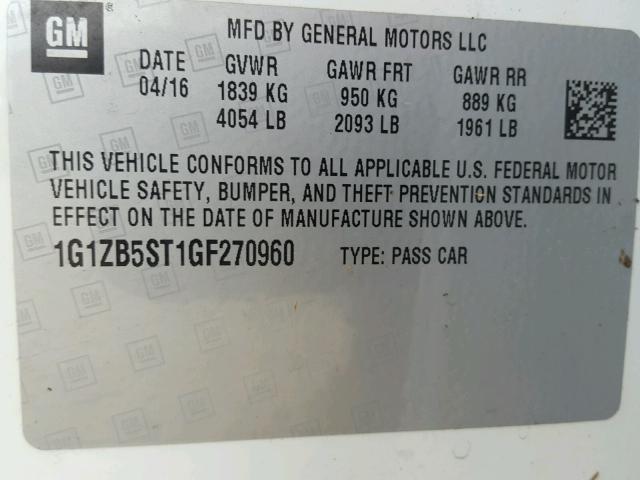 GM
MFD BY GENERAL MOTORS LLC
DATE GVWR GAWR FRT GAWR RR
04/16 1839 KG 950 KG 889 KG
4054 LB 2093 LB 1961 LB
THIS VEHICLE CONFORMS TO ALL APPLICABLE U.S. FEDERAL MOTOR
VEHICLE SAFETY, BUMPER, AND THEFT PREVENTION STANDARDS IN
EFFECT ON THE DATE OF MANUFACTURE SHOWN ABOVE.
1G1ZB5ST1GF270960 TYPE: PASS CAR